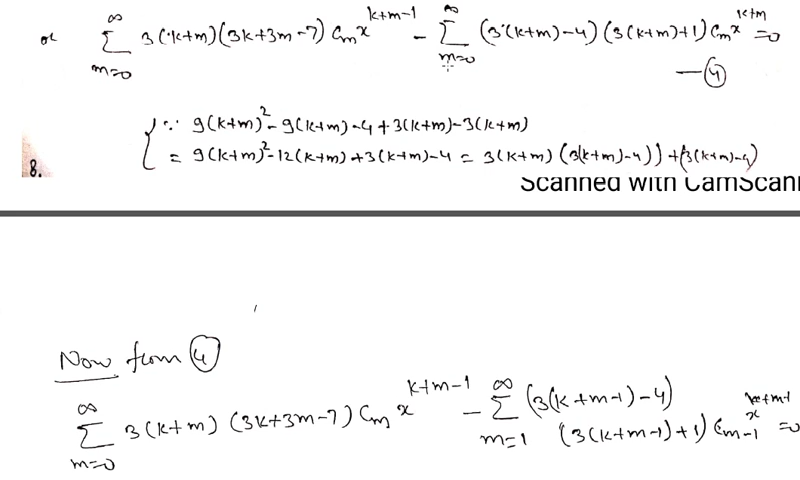 or ∑_{m=0}^{∞} 3(k+m)(3k+3m-7) C_m x^{k+m-1} - ∑_{m=0}^{∞} (3(k+m)-4)(3(k+m)+1) C_m x^{k+m} =0
—④
{ ∵ 9(k+m)^2 - 9(k+m) -4 + 3(k+m) -3(k+m)
= 9(k+m)^2 -12(k+m) +3(k+m) -4 = 3(k+m) (3(k+m)-4)) + (3(k+m)-4)
8.
Scanned with CamScan
Now from ④
∑_{m=0}^{∞} 3(k+m) (3k+3m-7) C_m x^{k+m-1} - ∑_{m=1}^{∞} (3(k+m-1)-4)
(3(k+m-1)+1) C_{m-1} x^{k+m-1} =0